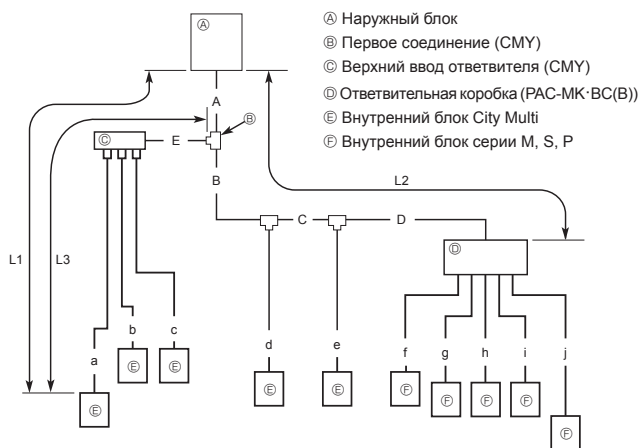 Ⓐ
Ⓐ Наружный блок
Ⓑ Первое соединение (CMY)
Ⓒ Верхний ввод ответвителя (CMY)
Ⓓ Ответвительная коробка (PAC-MK·BC(B))
Ⓔ Внутренний блок City Multi
Ⓕ Внутренний блок серии M, S, P
A
Ⓑ
Ⓒ
E
B
L2
C
D
Ⓓ
L1
L3
a
b
c
d
e
f
g
h
i
j
Ⓔ
Ⓔ
Ⓔ
Ⓔ
Ⓔ
Ⓕ
Ⓕ
Ⓕ
Ⓕ
Ⓕ